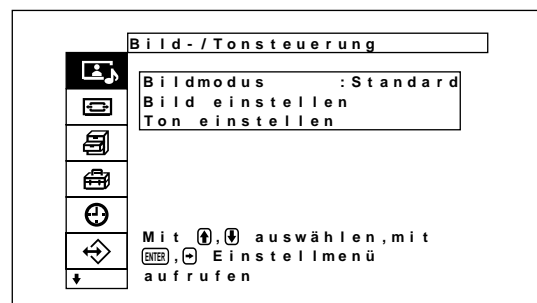 Bild-/Tonsteuerung
Bildmodus :Standard
Bild einstellen
Ton einstellen
Mit ↑,↓ auswählen,mit
ENTER,→ Einstellmenü
aufrufen